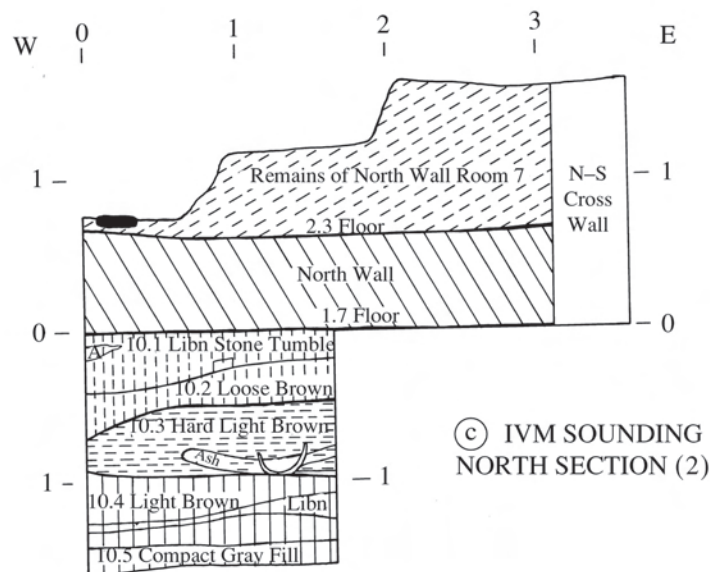 W 0 1 2 3 E
1 Remains of North Wall Room 7 N–S 1
Cross
Wall
2.3 Floor
North Wall
1.7 Floor
0 0
A 10.1 Libn Stone Tumble
10.2 Loose Brown
10.3 Hard Light Brown
Ash
c IVM SOUNDING
NORTH SECTION (2)
1 1
10.4 Light Brown Libn
10.5 Compact Gray Fill